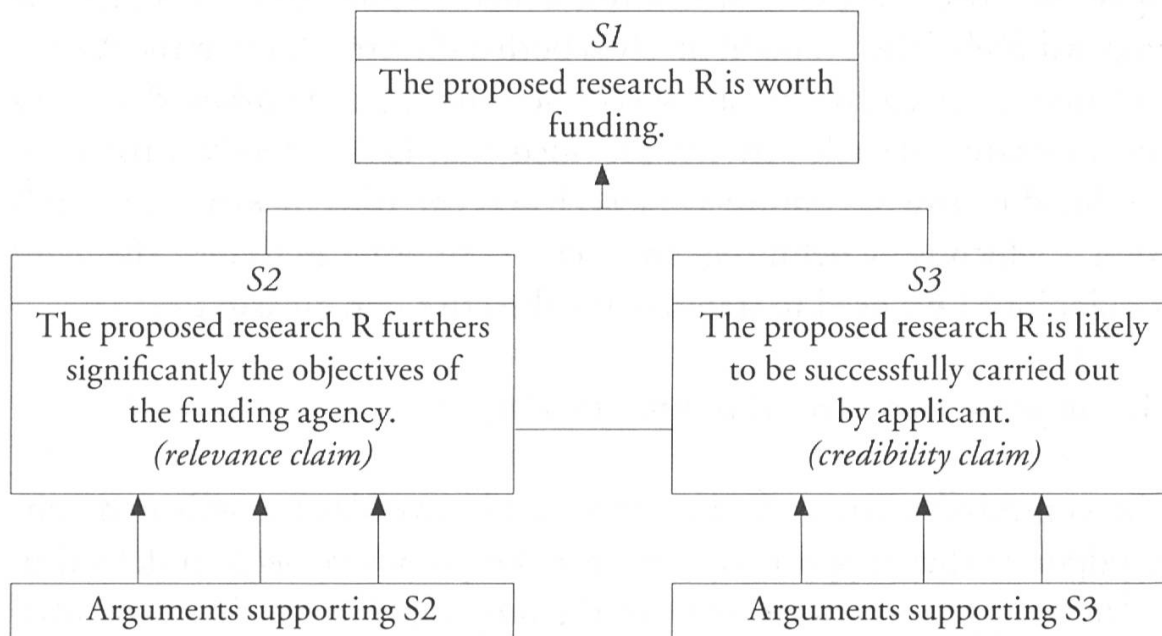 S1
The proposed research R is worth
funding.
S2
The proposed research R furthers
significantly the objectives of
the funding agency.
(relevance claim)
S3
The proposed research R is likely
to be successfully carried out
by applicant.
(credibility claim)
Arguments supporting S2
Arguments supporting S3